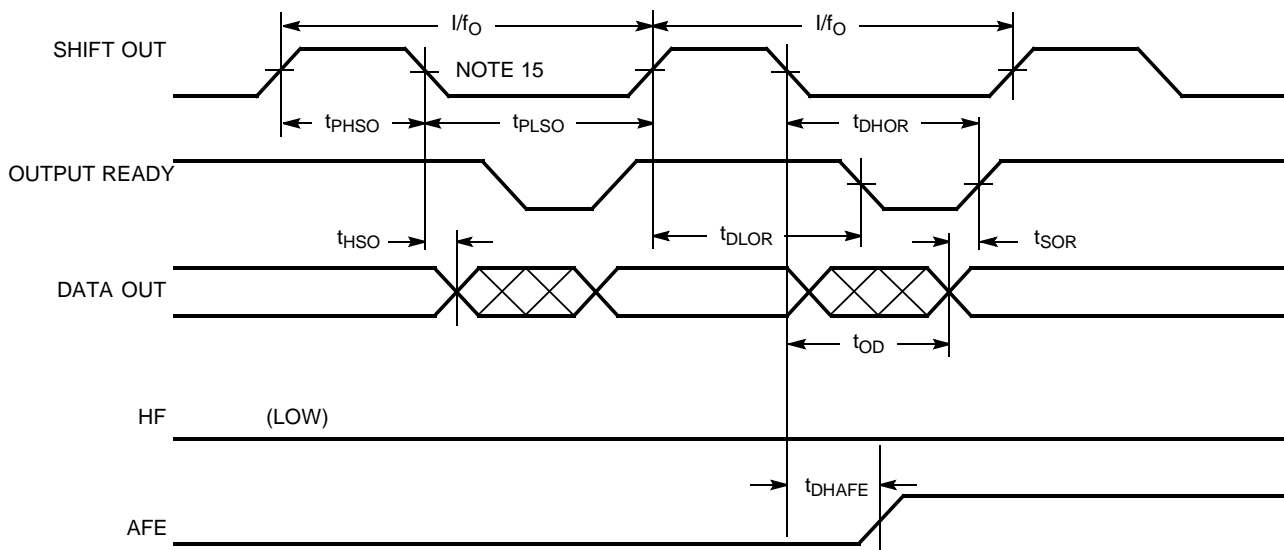 I/fO I/fO
SHIFT OUT NOTE 15
tPHSO tPLSO tDHOR
OUTPUT READY
tHSO tDLOR tSOR
DATA OUT
tOD
HF (LOW)
tDHAFE
AFE